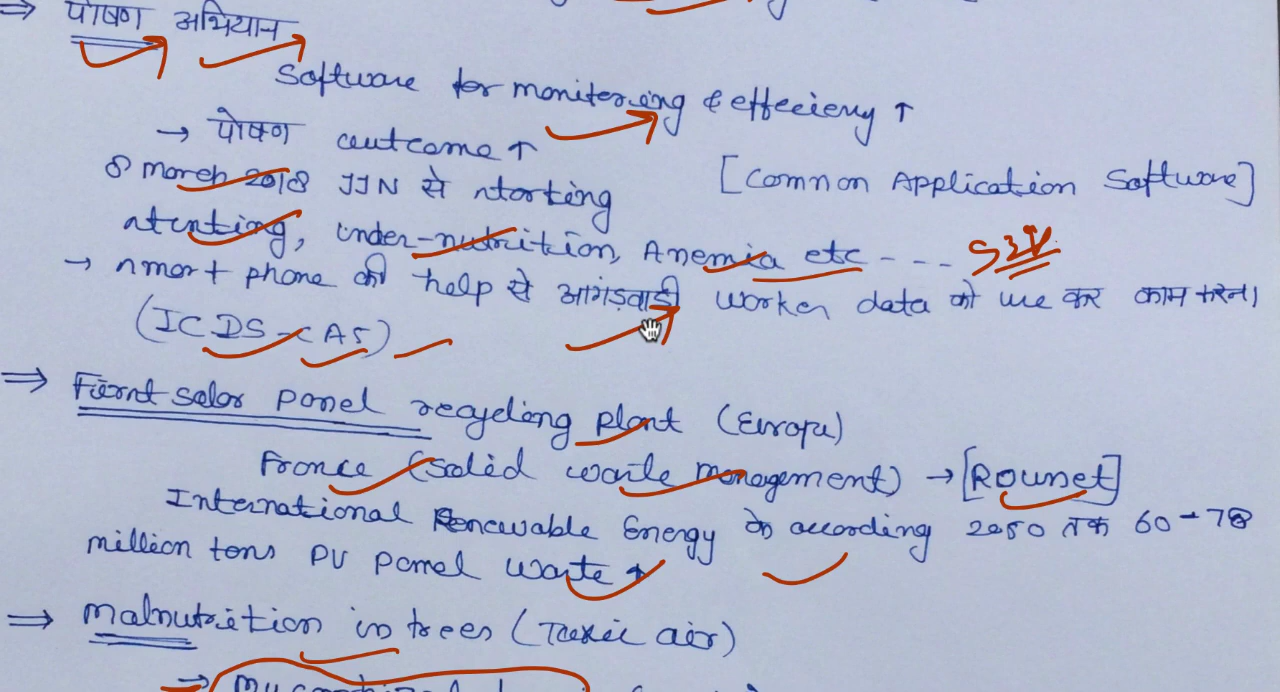 ⇒ पोषण अभियान
Software for monitering & effeciency ↑
→ पोषण outcome ↑
8 march 2018 JJN से starting
[Common Application Software]
stunting, under-nutrition, Anemia etc - - -
→ smart phone की help से आगंडवाडी worker data को use कर काम करना।
(ICDS - CAS)
⇒ First solar panel recycling plant (Europe)
France (solid waste management) → [Rousset]
International Renewable Energy के according 2050 तक 60-78
million tons PV panel waste ↑
⇒ Malnutrition in trees (Toxic air)